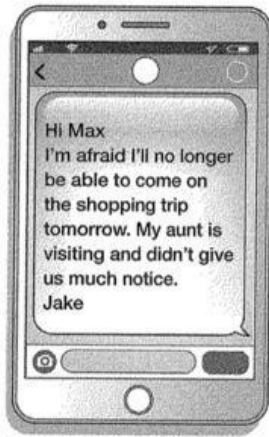 Hi Max
I'm afraid I'll no longer
be able to come on
the shopping trip
tomorrow. My aunt is
visiting and didn't give
us much notice.
Jake